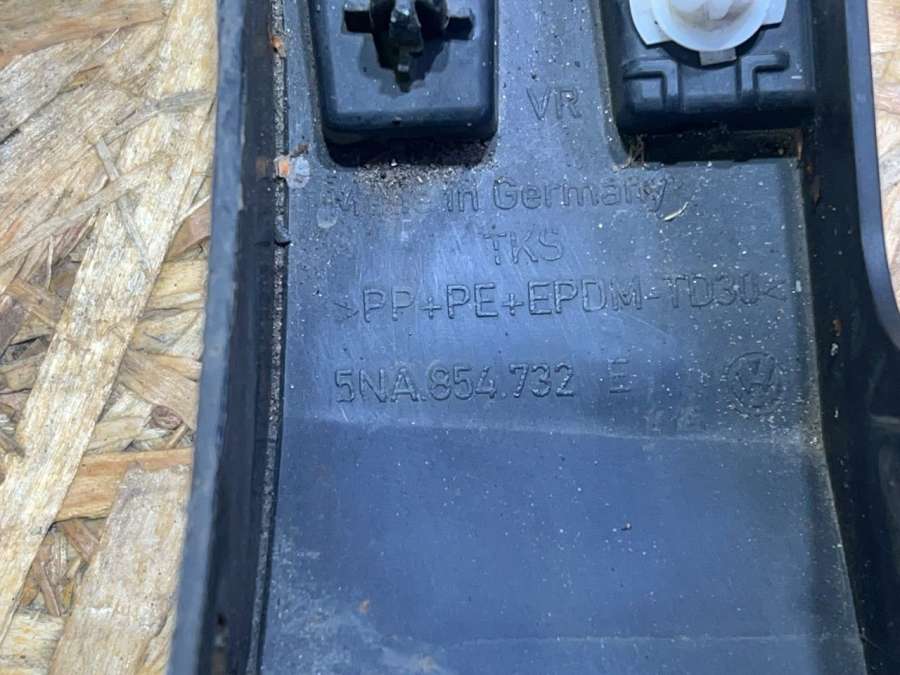 VR
Made in Germany
TKS
>PP+PE+EPDM-TD30<
5NA.854.732 E